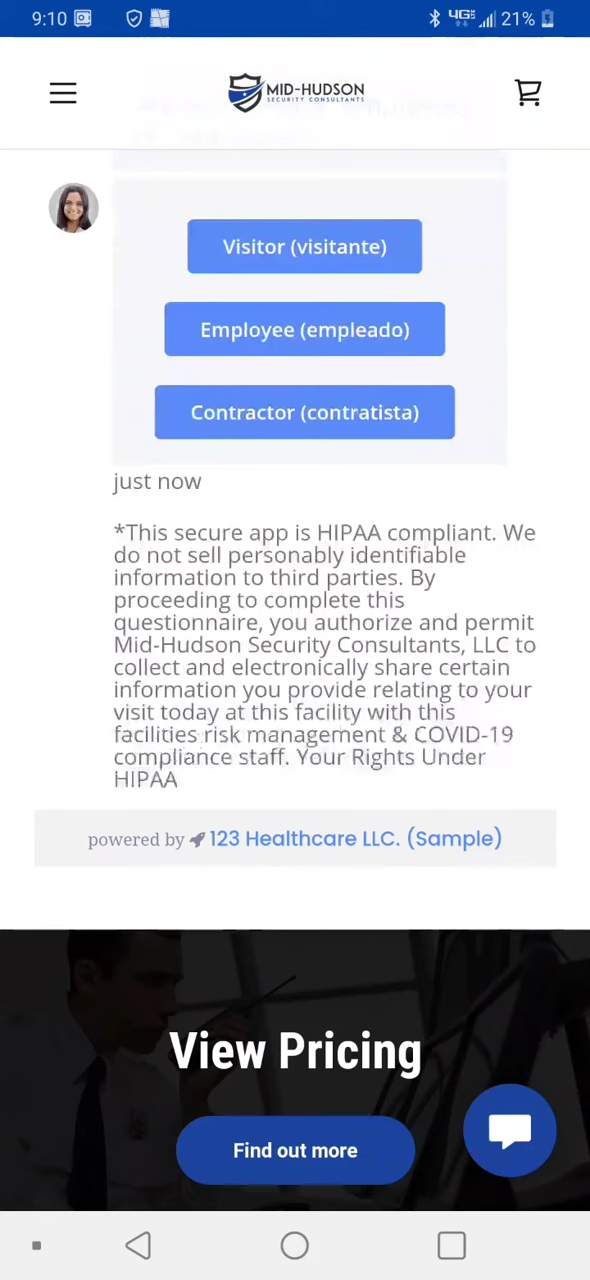 9:10
4G
21%
MID-HUDSON
SECURITY CONSULTANTS
Visitor (visitante)
Employee (empleado)
Contractor (contratista)
just now
*This secure app is HIPAA compliant. We
do not sell personably identifiable
information to third parties. By
proceeding to complete this
questionnaire, you authorize and permit
Mid-Hudson Security Consultants, LLC to
collect and electronically share certain
information you provide relating to your
visit today at this facility with this
facilities risk management & COVID-19
compliance staff. Your Rights Under
HIPAA
powered by 123 Healthcare LLC. (Sample)
View Pricing
Find out more